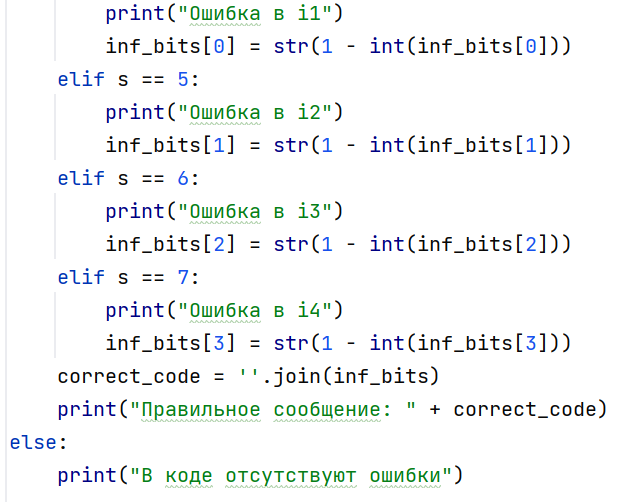 print("Ошибка в i1")
inf_bits[0] = str(1 - int(inf_bits[0]))
elif s == 5:
print("Ошибка в i2")
inf_bits[1] = str(1 - int(inf_bits[1]))
elif s == 6:
print("Ошибка в i3")
inf_bits[2] = str(1 - int(inf_bits[2]))
elif s == 7:
print("Ошибка в i4")
inf_bits[3] = str(1 - int(inf_bits[3]))
correct_code = ''.join(inf_bits)
print("Правильное сообщение: " + correct_code)
else:
print("В коде отсутствуют ошибки")